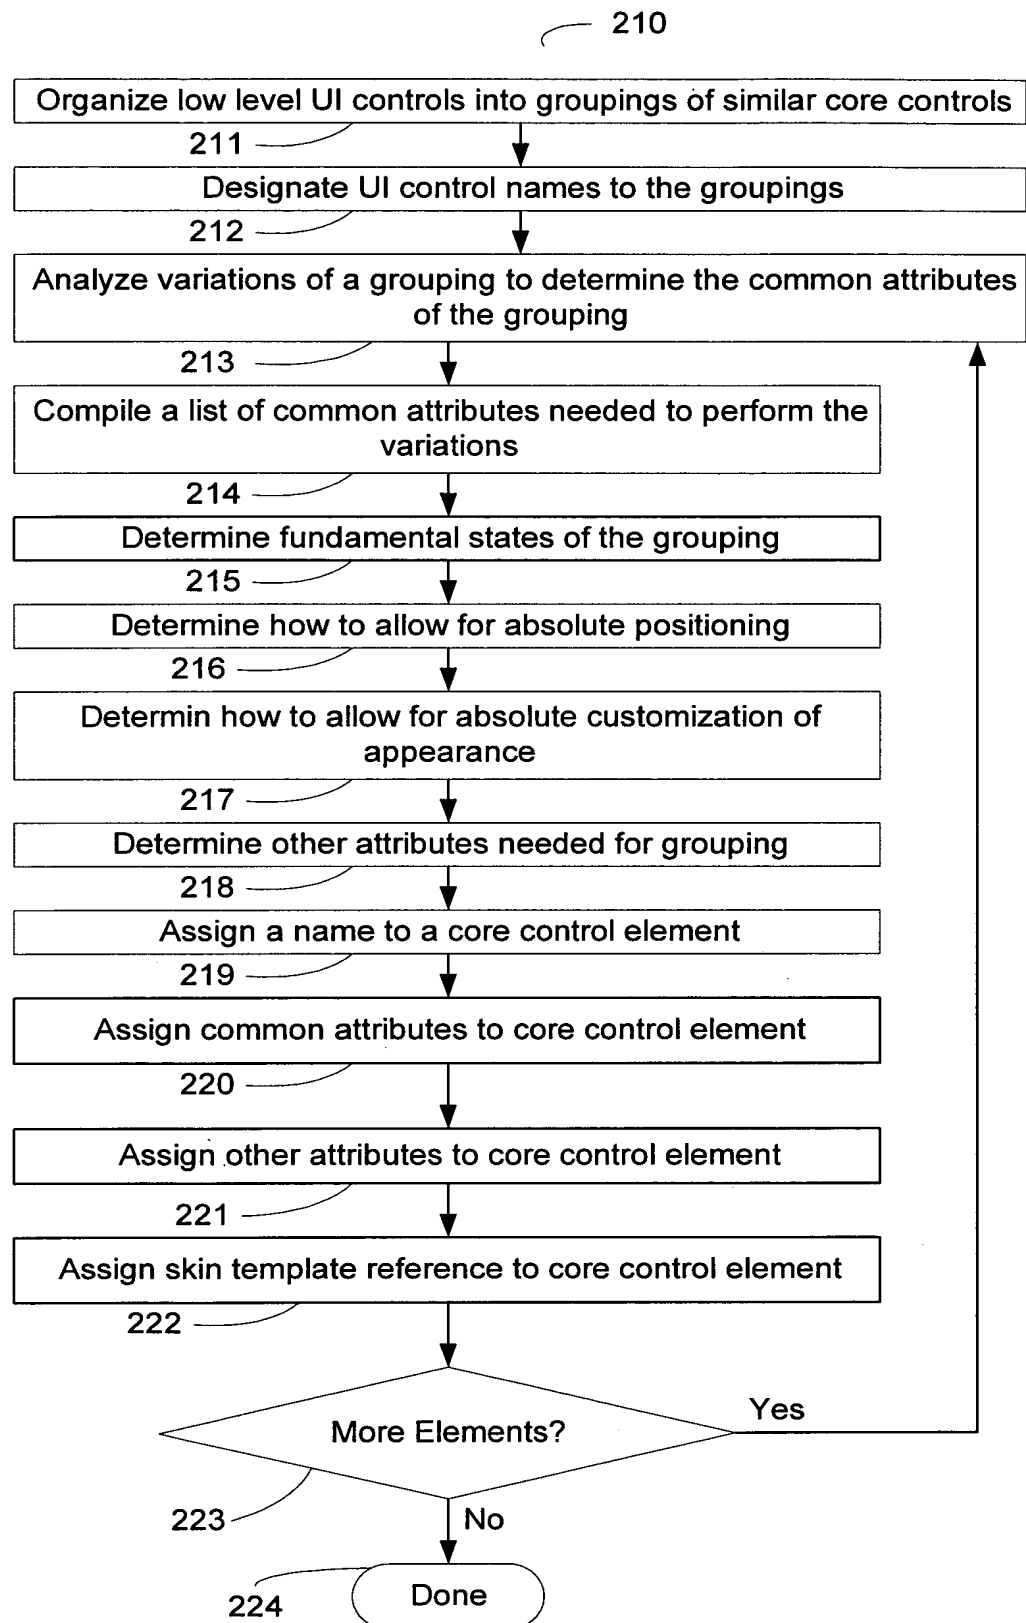 210
Organize low level UI controls into groupings of similar core controls
211
Designate UI control names to the groupings
212
Analyze variations of a grouping to determine the common attributes
of the grouping
213
Compile a list of common attributes needed to perform the
variations
214
Determine fundamental states of the grouping
215
Determine how to allow for absolute positioning
216
Determin how to allow for absolute customization of
appearance
217
Determine other attributes needed for grouping
218
Assign a name to a core control element
219
Assign common attributes to core control element
220
Assign other attributes to core control element
221
Assign skin template reference to core control element
222
More Elements?
Yes
223
No
Done
224